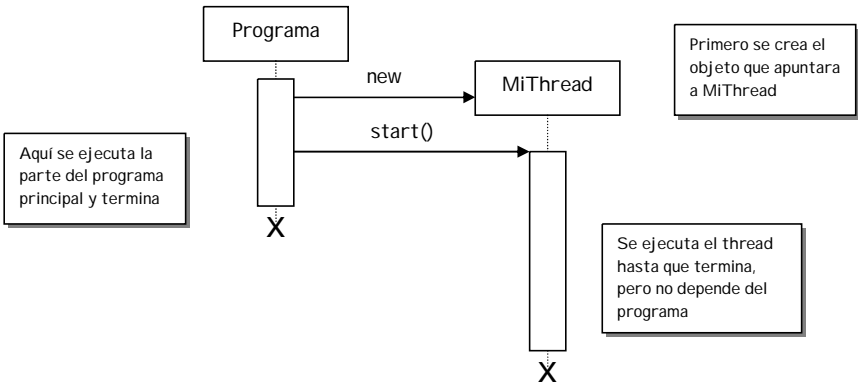 Programa
new
MiThread
Primero se crea el
objeto que apuntara
a MiThread
start()
Aquí se ejecuta la
parte del programa
principal y termina
X
Se ejecuta el thread
hasta que termina,
pero no depende del
programa
X